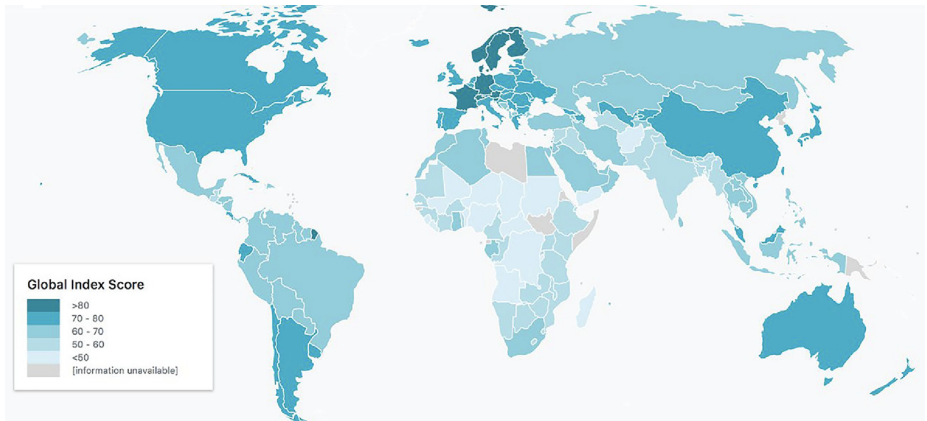 Global Index Score
>80
70 - 80
60 - 70
50 - 60
<50
[information unavailable]